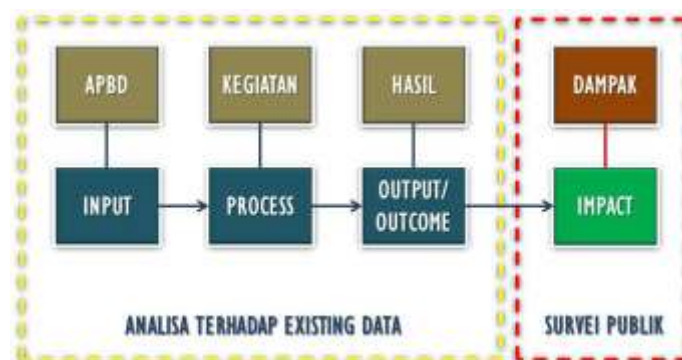 APBD
KEGIATAN
HASIL
DAMPAK
INPUT
PROCESS
OUTPUT/
OUTCOME
IMPACT
ANALISA TERHADAP EXISTING DATA
SURVEI PUBLIK